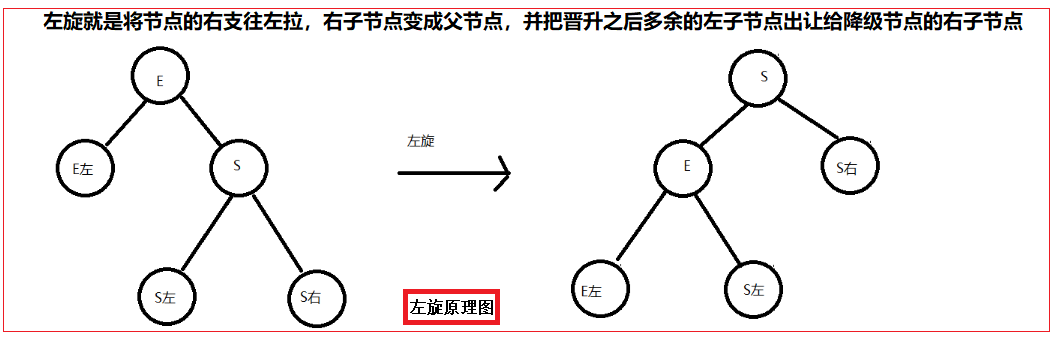 左旋就是将节点的右支往左拉，右子节点变成父节点，并把晋升之后多余的左子节点出让给降级节点的右子节点
E
S
E左
S
左旋
E
S右
S左
S右
E左
S左
左旋原理图